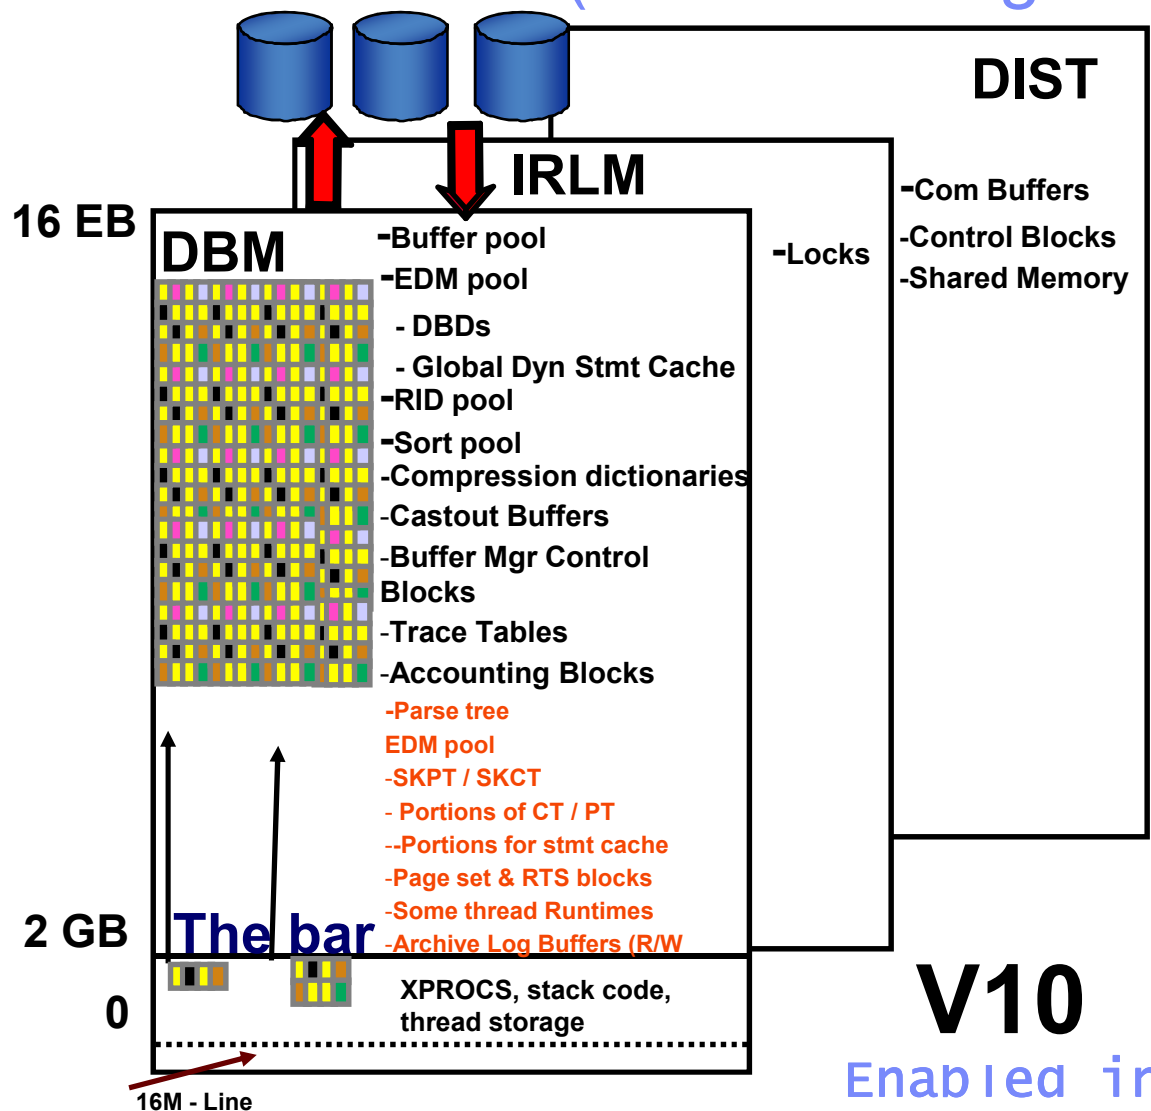 DIST
IRLM
-Com Buffers
-Control Blocks
-Shared Memory
-Locks
16 EB
DBM
-Buffer pool
-EDM pool
- DBDs
- Global Dyn Stmt Cache
-RID pool
-Sort pool
-Compression dictionaries
-Castout Buffers
-Buffer Mgr Control
Blocks
-Trace Tables
-Accounting Blocks
-Parse tree
EDM pool
-SKPT / SKCT
- Portions of CT / PT
--Portions for stmt cache
-Page set & RTS blocks
-Some thread Runtimes
-Archive Log Buffers (R/W
2 GB
The bar
0
XPROCS, stack code,
thread storage
V10
Enabled in
16M - Line